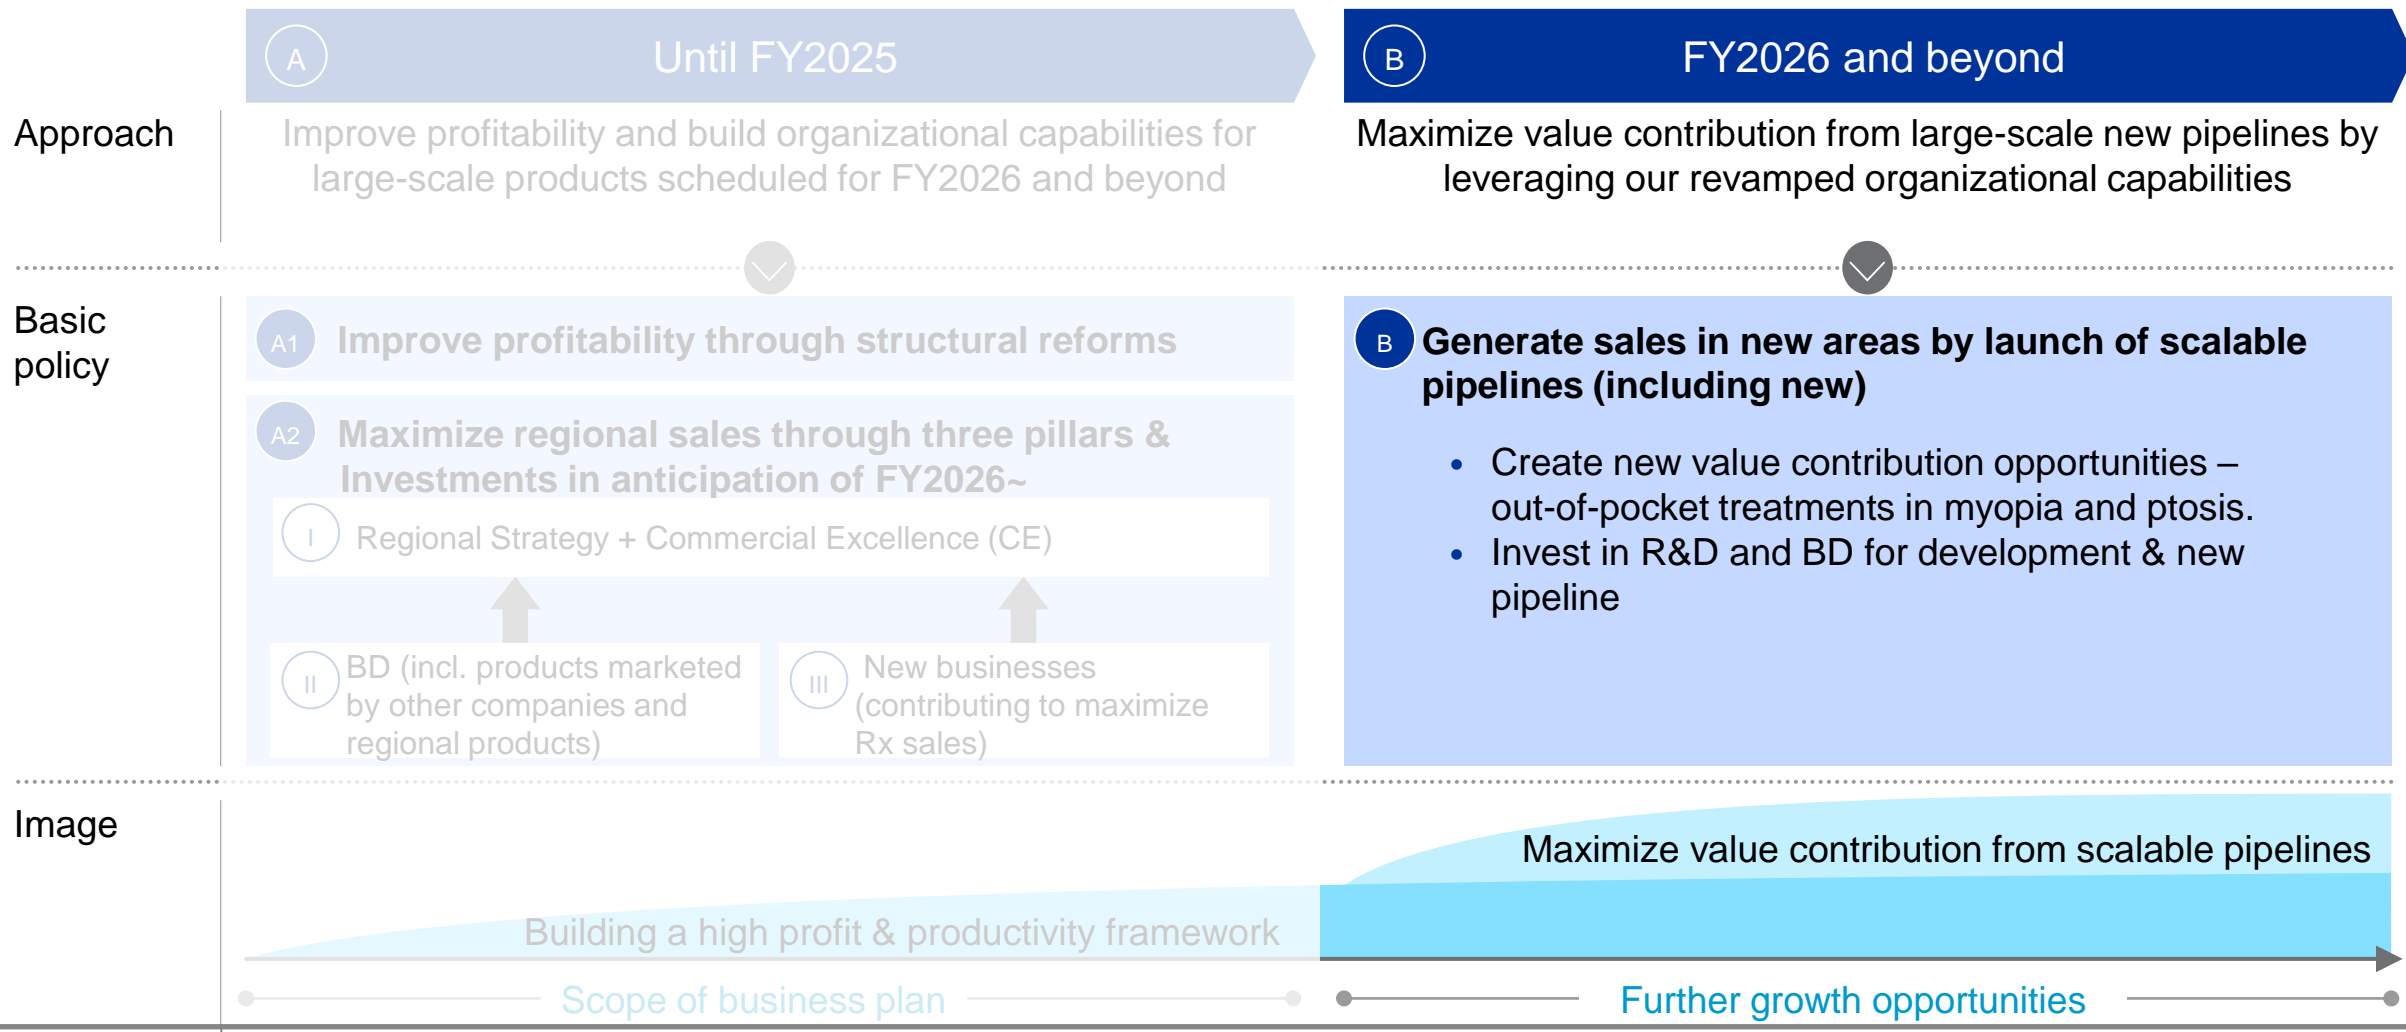 A
Until FY2025
B
FY2026 and beyond
Approach
Improve profitability and build organizational capabilities for
large-scale products scheduled for FY2026 and beyond
Maximize value contribution from large-scale new pipelines by
leveraging our revamped organizational capabilities
Basic
policy
A1
Improve profitability through structural reforms
A2
Maximize regional sales through three pillars &
Investments in anticipation of FY2026~
I
Regional Strategy + Commercial Excellence (CE)
II
BD (incl. products marketed
by other companies and
regional products)
III
New businesses
(contributing to maximize
Rx sales)
B
Generate sales in new areas by launch of scalable
pipelines (including new)
• Create new value contribution opportunities –
out-of-pocket treatments in myopia and ptosis.
• Invest in R&D and BD for development & new
pipeline
Image
Building a high profit & productivity framework
Maximize value contribution from scalable pipelines
Scope of business plan
Further growth opportunities